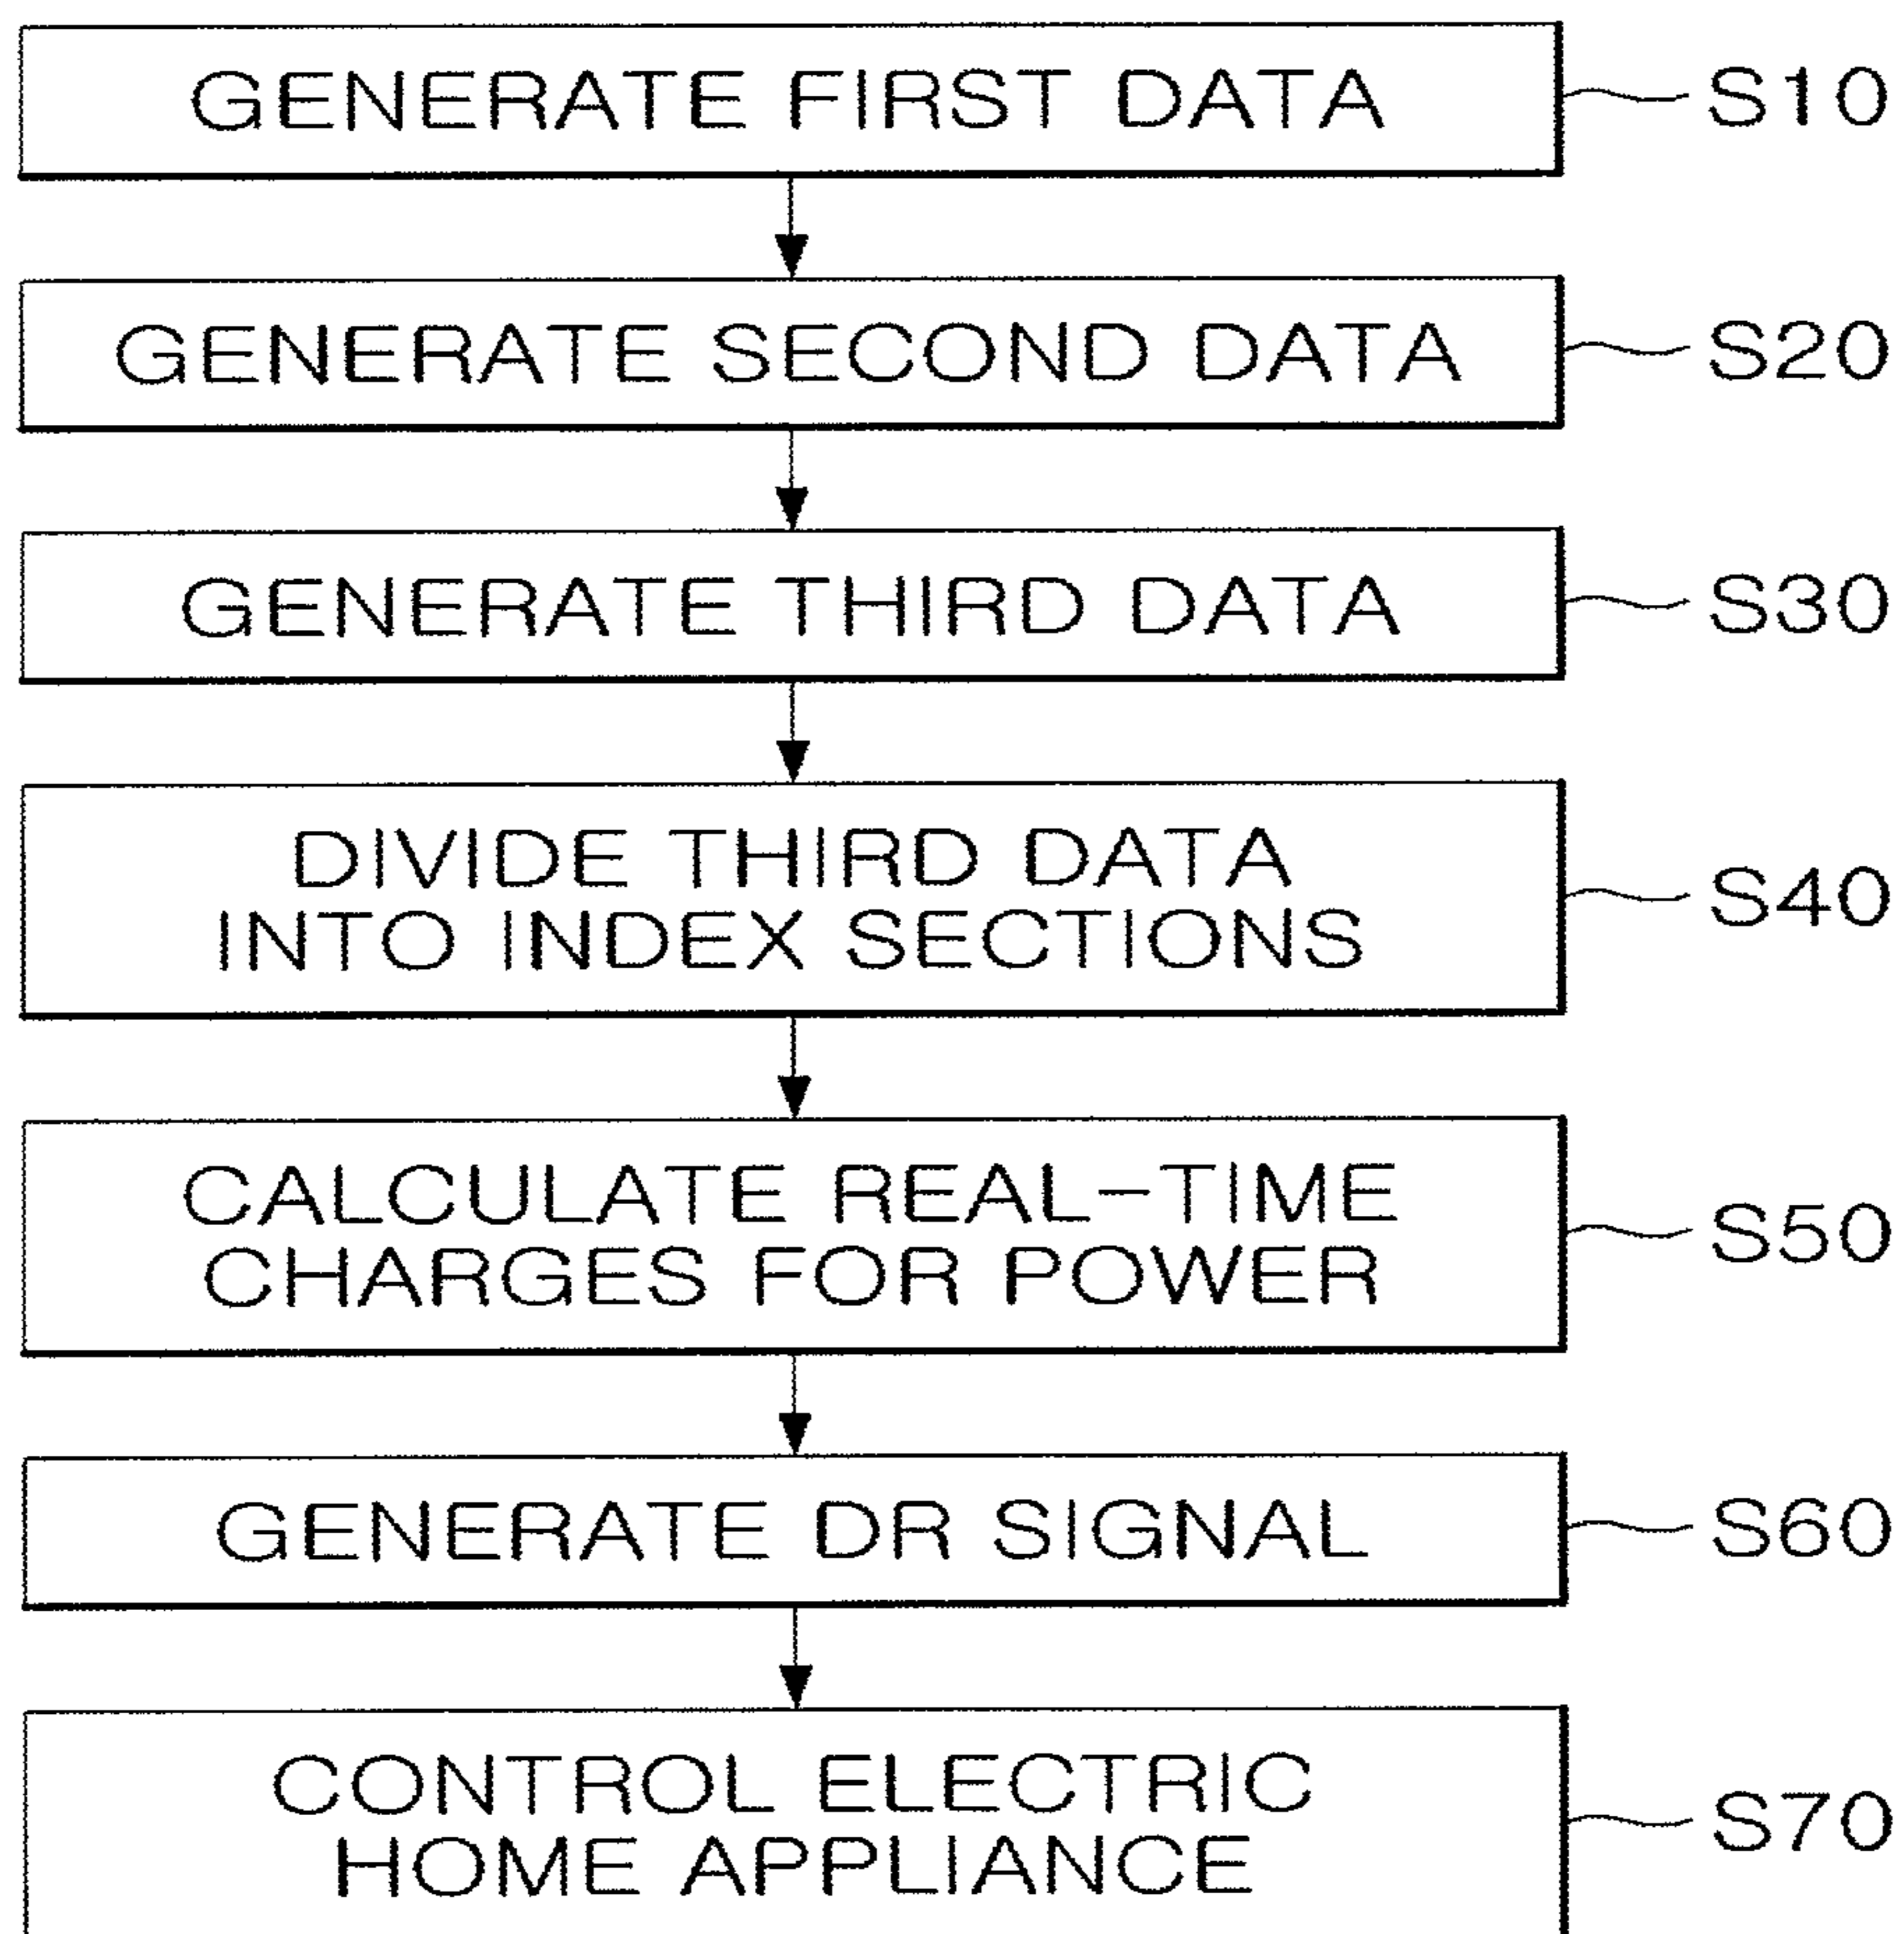 GENERATE FIRST DATA S10
GENERATE SECOND DATA S20
GENERATE THIRD DATA S30
DIVIDE THIRD DATA
INTO INDEX SECTIONS
S40
CALCULATE REAL-TIME
CHARGES FOR POWER
S50
GENERATE DR SIGNAL S60
CONTROL ELECTRIC
HOME APPLIANCE
S70